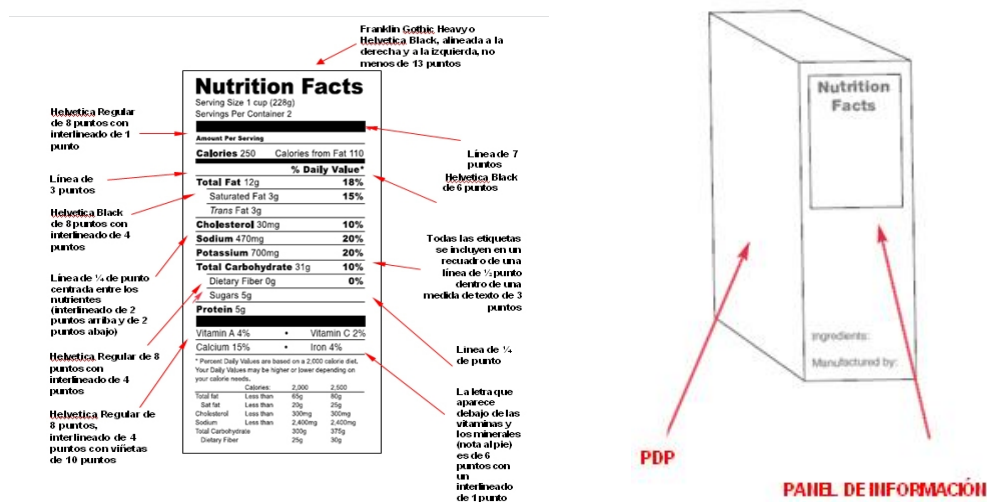 Franklin Gothic Heavy o
Helvetica Black, alineada a la
derecha y a la izquierda, no
menos de 13 puntos
Helvetica Regular
de 8 puntos con
interlineado de 1
punto
Línea de
3 puntos
Helvetica Black
de 8 puntos con
interlineado de 4
puntos
Línea de ¼ de punto
centrada entre los
nutrientes
(interlineado de 2
puntos arriba y de 2
puntos abajo)
Helvetica Regular de 8
puntos con
interlineado de 4
puntos
Helvetica Regular de
8 puntos,
interlineado de 4
puntos con viñetas
de 10 puntos
Nutrition Facts
Serving Size 1 cup (228g)
Servings Per Container 2
Amount Per Serving
Calories 250 Calories from Fat 110
% Daily Value*
Total Fat 12g 18%
Saturated Fat 3g 15%
Trans Fat 3g
Cholesterol 30mg 10%
Sodium 470mg 20%
Potassium 700mg 20%
Total Carbohydrate 31g 10%
Dietary Fiber 0g 0%
Sugars 5g
Protein 5g
Vitamin A 4% • Vitamin C 2%
Calcium 15% • Iron 4%
* Percent Daily Values are based on a 2,000 calorie diet.
Your Daily Values may be higher or lower depending on
your calorie needs.
Calories: 2,000 2,500
Total fat Less than 65g 80g
Sat fat Less than 20g 25g
Cholesterol Less than 300mg 300mg
Sodium Less than 2,400mg 2,400mg
Total Carbohydrate 300g 375g
Dietary Fiber 25g 30g
Línea de 7
puntos
Helvetica Black
de 6 puntos
Todas las etiquetas
se incluyen en un
recuadro de una
línea de ½ punto
dentro de una
medida de texto de 3
puntos
Línea de ¼
de punto
La letra que
aparece
debajo de las
vitaminas y
los minerales
(nota al pie)
es de 6
puntos con
un
interlineado
de 1 punto
Nutrition
Facts
Ingredients:
Manufactured by:
PDP
PANEL DE INFORMACIÓN